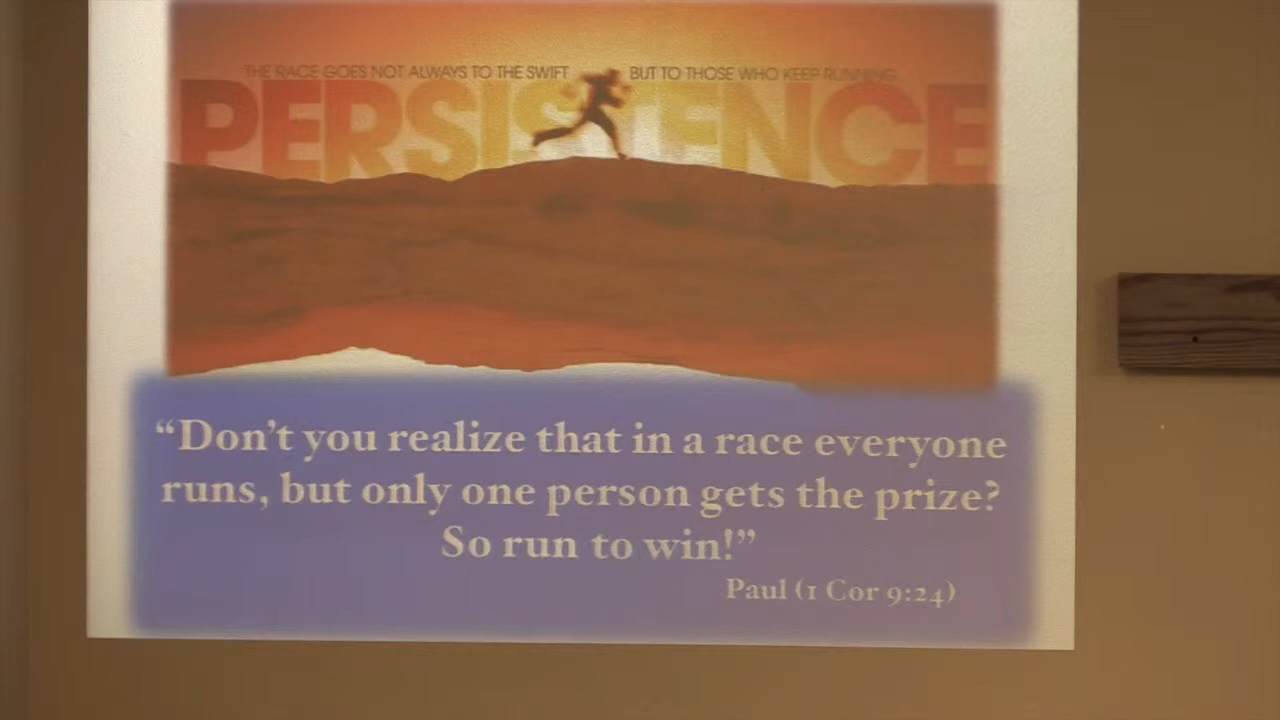 THE RACE GOES NOT ALWAYS TO THE SWIFT BUT TO THOSE WHO KEEP RUNNING
PERSISTENCE
“Don’t you realize that in a race everyone
runs, but only one person gets the prize?
So run to win!”
Paul (1 Cor 9:24)